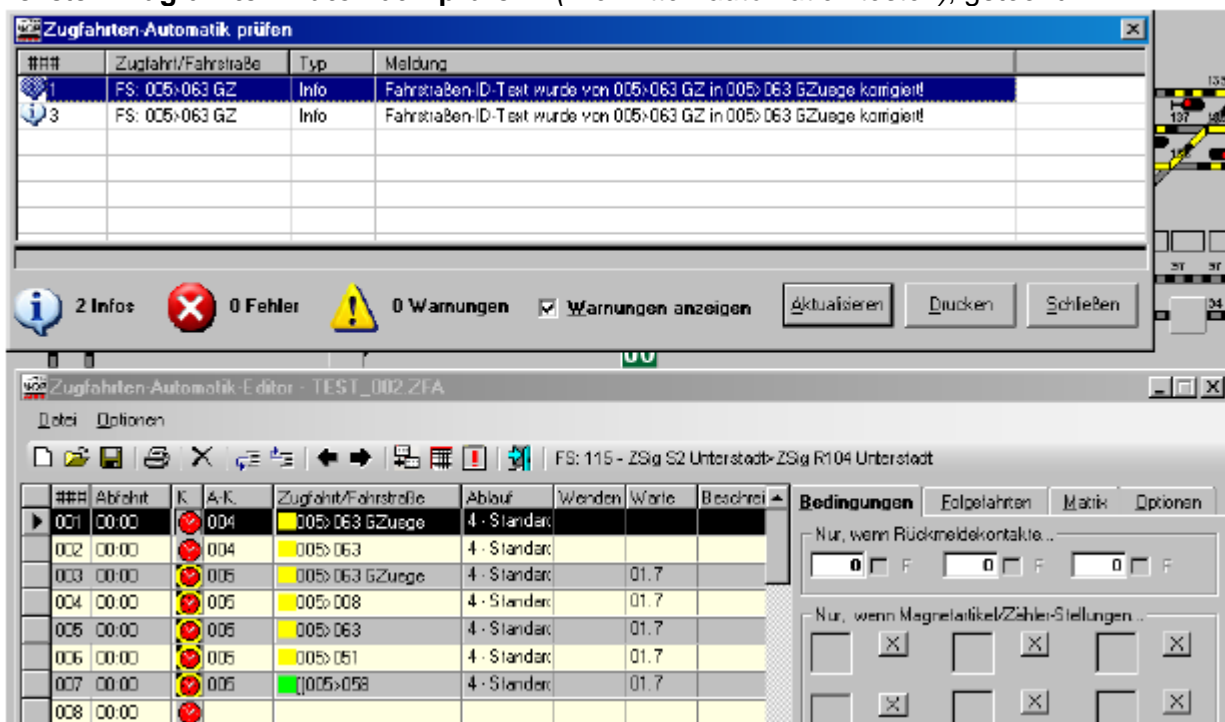 Zugfahrten-Automatik prüfen
### Zugfahrt/Fahrstraße Typ Meldung
1 FS: 005>063 GZ Info Fahrstraßen-ID-Text wurde von 005>063 GZ in 005>063 GZuege korrigiert!
3 FS: 005>063 GZ Info Fahrstraßen-ID-Text wurde von 005>063 GZ in 005>063 GZuege korrigiert!
2 Infos 0 Fehler 0 Warnungen Warnungen anzeigen Aktualisieren Drucken Schließen
137
37 37
Zugfahrten-Automatik-Editor - TEST_002.ZFA
Datei Optionen
FS: 115 - ZSig S2 Unterstadt>ZSig R104 Unterstadt
### Abfahrt K A-K. Zugfahrt/Fahrstraße Ablauf Wenden Warte Beschrei Bedingungen Folgefahrten Matrix Optionen
001 00:00 004 005>063 GZuege 4 - Standard
Nur, wenn Rückmeldekontakte...
002 00:00 004 005>063 4 - Standard
0 F 0 F 0 F
003 00:00 005 005>063 GZuege 4 - Standard 01.7
004 00:00 005 005>008 4 - Standard 01.7
Nur, wenn Magnetartikel/Zähler-Stellungen...
005 00:00 005 005>063 4 - Standard 01.7
X X X
006 00:00 005 005>051 4 - Standard 01.7
007 00:00 005 [|005>058 4 - Standard 01.7
X X X
008 00:00